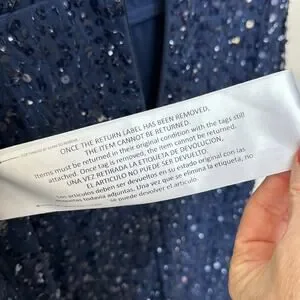 ONCE THE RETURN LABEL HAS BEEN REMOVED,
THE ITEM CANNOT BE RETURNED.
Items must be returned in their original condition with the tags still
attached. Once tag is removed, the item cannot be returned.
UNA VEZ RETIRADA LA ETIQUETA DE DEVOLUCIÓN,
EL ARTICULO NO PUEDE SER DEVUELTO.
Los artículos deben ser devueltos en su estado original con las
etiquetas todavía adjuntas. Una vez que se elimina la etiqueta, no
se puede devolver el artículo.